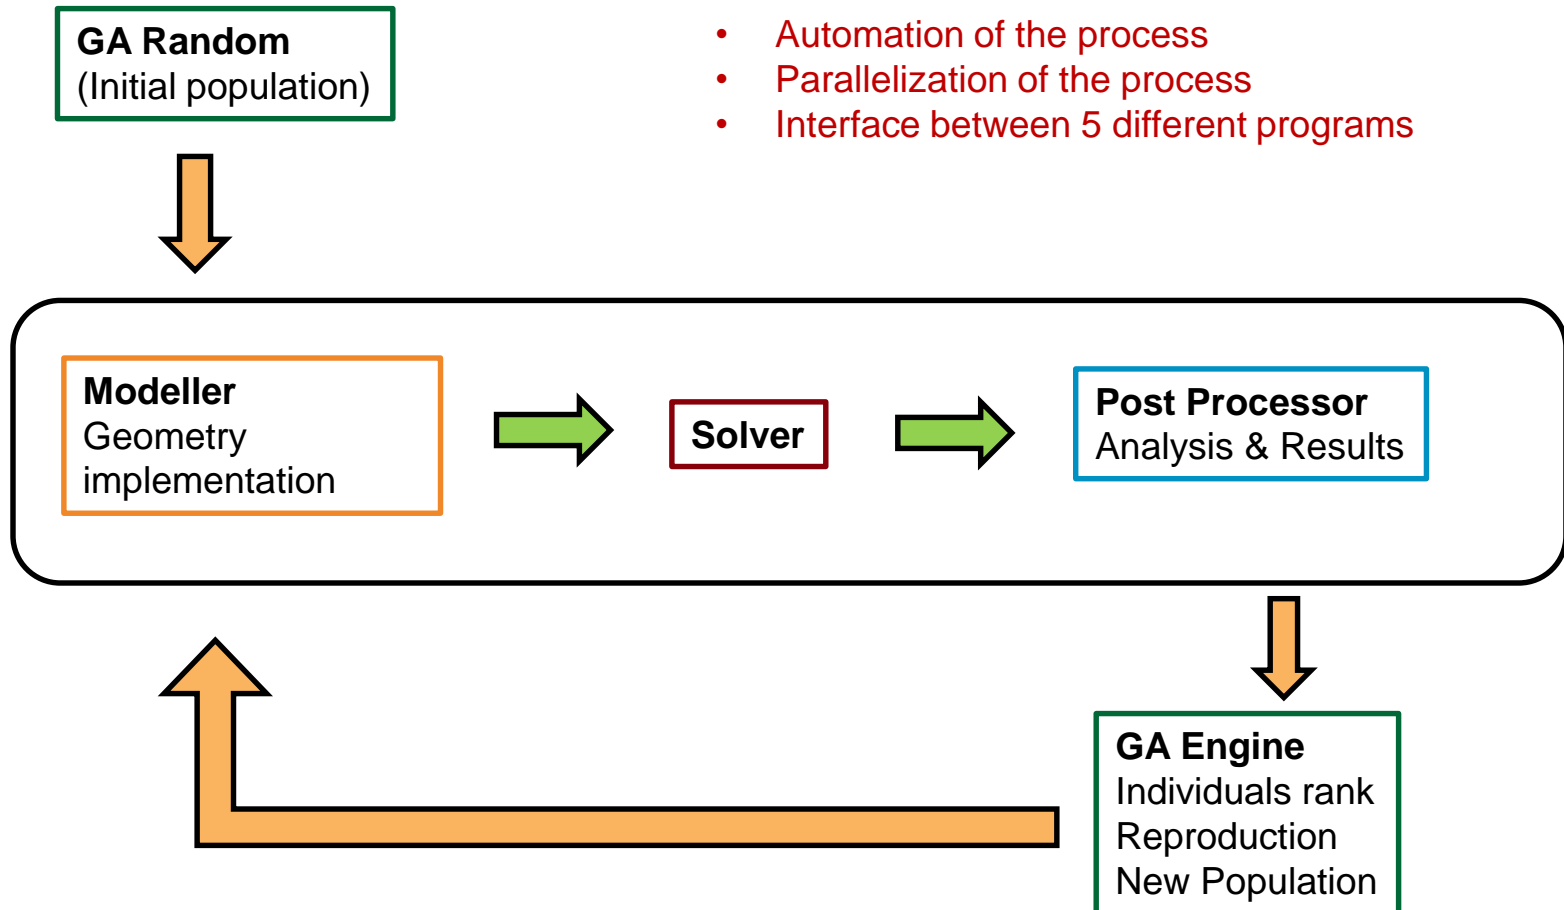 GA Random
(Initial population)
• Automation of the process
• Parallelization of the process
• Interface between 5 different programs
Modeller
Geometry
implementation
Solver
Post Processor
Analysis & Results
GA Engine
Individuals rank
Reproduction
New Population